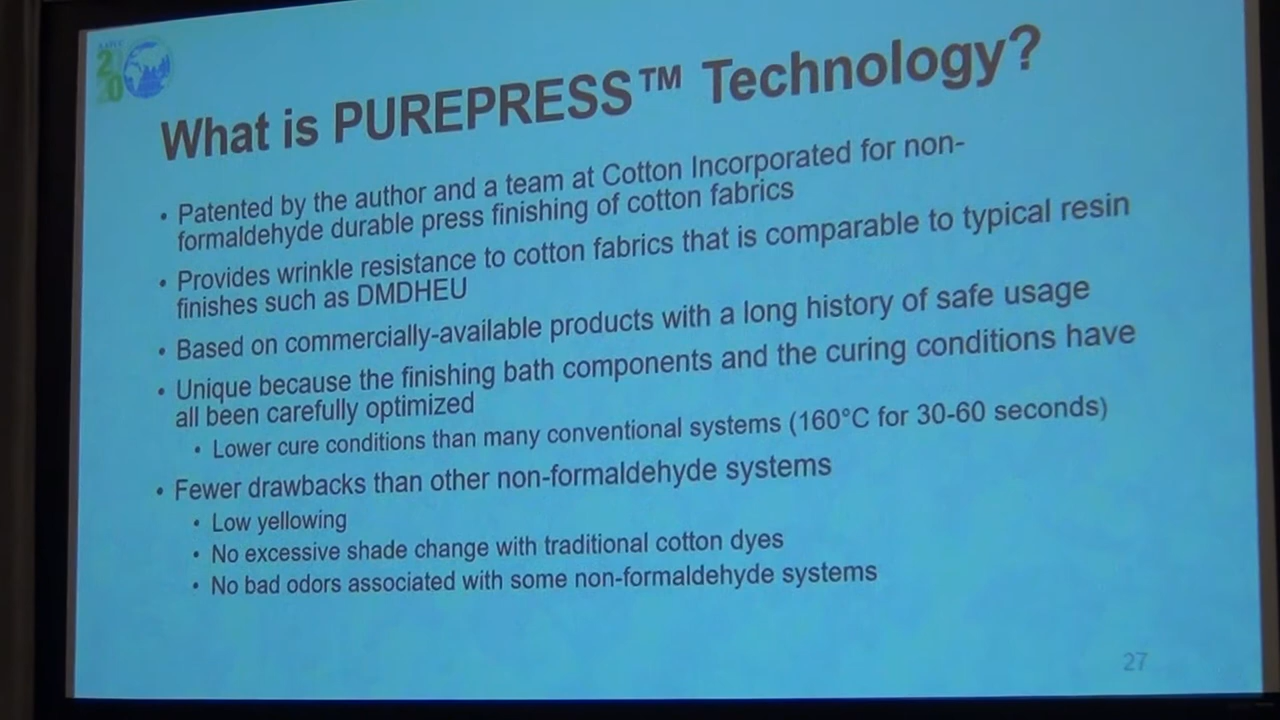 2
20
What is PUREPRESS™ Technology?
• Patented by the author and a team at Cotton Incorporated for non-
formaldehyde durable press finishing of cotton fabrics
• Provides wrinkle resistance to cotton fabrics that is comparable to typical resin
finishes such as DMDHEU
• Based on commercially-available products with a long history of safe usage
• Unique because the finishing bath components and the curing conditions have
all been carefully optimized
• Lower cure conditions than many conventional systems (160°C for 30-60 seconds)
• Fewer drawbacks than other non-formaldehyde systems
• Low yellowing
• No excessive shade change with traditional cotton dyes
• No bad odors associated with some non-formaldehyde systems
27